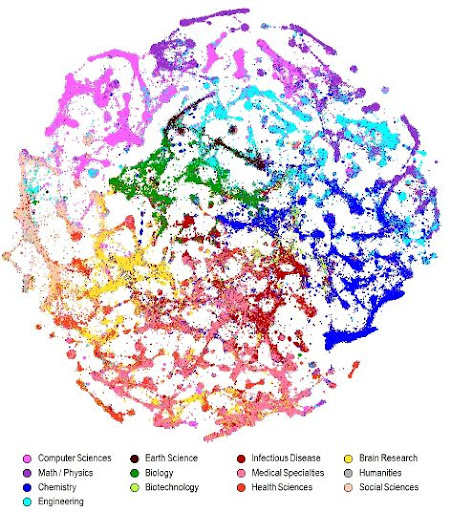 Computer Sciences
Math / Physics
Chemistry
Engineering
Earth Science
Biology
Biotechnology
Infectious Disease
Medical Specialties
Health Sciences
Brain Research
Humanities
Social Sciences